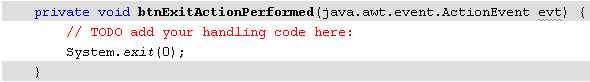 private void btnExitActionPerformed(java.awt.event.ActionEvent evt) {
// TODO add your handling code here:
System.exit(0);
}